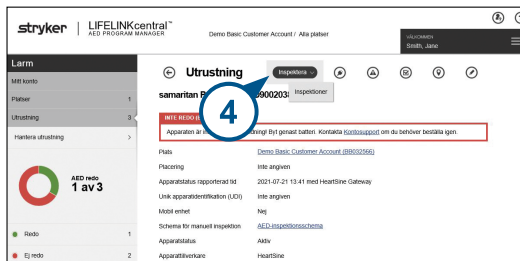 stryker
LIFELINKcentral™
AED PROGRAM MANAGER
Demo Basic Customer Account / Alla platser
VÄLKOMMEN
Smith, Jane
Larm
Mitt konto
Platser 1
Utrustning 3
Hantera utrustning
AED redo
1 av 3
Redo 1
Ej redo 2
Utrustning
Inspektera
Inspektioner
samaritan
4
INTE REDO
Apparaten är Byt genast batteri. Kontakta Kontosupport om du behöver beställa igen.
Plats Demo Basic Customer Account (BB032566)
Placering Inte angiven
Apparatstatus rapporterad tid 2021-07-21 13:41 med HeartSine Gateway
Unik apparatidentifikation (UDI) Inte angiven
Mobil enhet Nej
Schema för manuell inspektion AED-inspektionsschema
Apparatstatus Aktiv
Apparattillverkare HeartSine